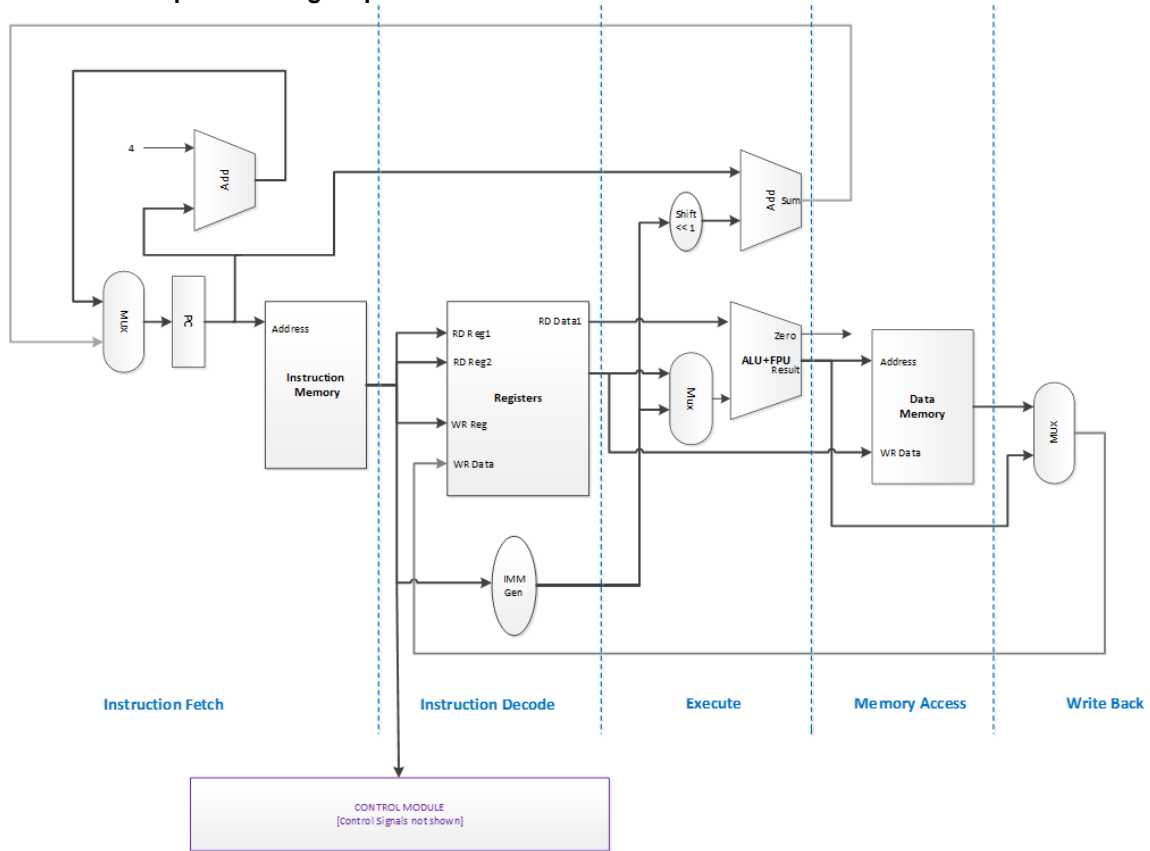 4
Add
Add
Sum
Shift
<< 1
Mux
PC
Address
Instruction
Memory
RD Reg1
RD Reg2
WR Reg
WR Data
RD Data1
Registers
Mux
Zero
ALU+FPU
Result
Address
Data
Memory
WR Data
MUX
IMM
Gen
Instruction Fetch
Instruction Decode
Execute
Memory Access
Write Back
CONTROL MODULE
[Control Signals not shown]